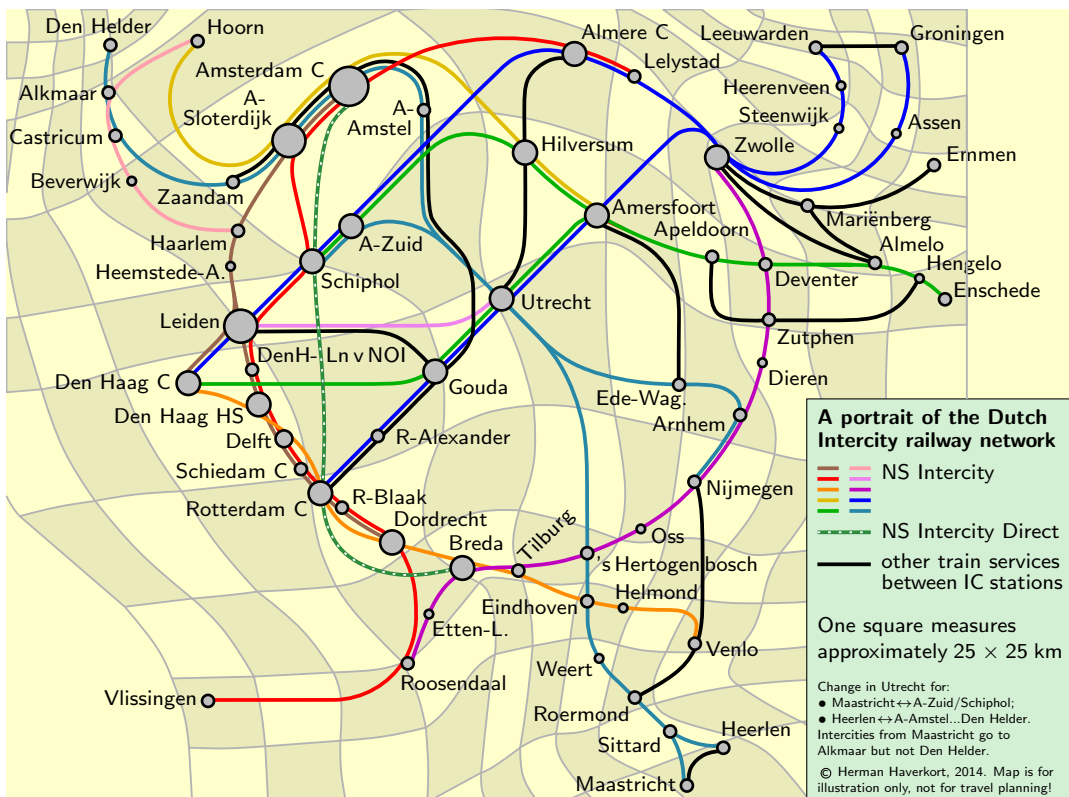 Den Helder
Hoorn
Almere C
Leeuwarden
Groningen
Amsterdam C
Lelystad
Alkmaar
A-
Sloterdijk
A-
Amstel
Heerenveen
Steenwijk
Assen
Castricum
Hilversum
Zwolle
Emmen
Beverwijk
Zaandam
Amersfoort
Mariënberg
Apeldoorn
Almelo
Haarlem
A-Zuid
Heemstede-A.
Schiphol
Deventer
Hengelo
Enschede
Utrecht
Leiden
Zutphen
DenH- Ln v NOI
Den Haag C
Gouda
Dieren
Ede-Wag.
Den Haag HS
Arnhem
Delft
R-Alexander
Schiedam C
Nijmegen
Rotterdam C
R-Blaak
Dordrecht
Oss
Breda
Tilburg
's Hertogenbosch
Helmond
Eindhoven
Etten-L.
Venlo
Weert
Roosendaal
Vlissingen
Roermond
Heerlen
Sittard
Maastricht
A portrait of the Dutch
Intercity railway network
NS Intercity
NS Intercity Direct
other train services
between IC stations
One square measures
approximately 25 × 25 km
Change in Utrecht for:
• Maastricht↔A-Zuid/Schiphol;
• Heerlen↔A-Amstel...Den Helder.
Intercities from Maastricht go to
Alkmaar but not Den Helder.
© Herman Haverkort, 2014. Map is for
illustration only, not for travel planning!